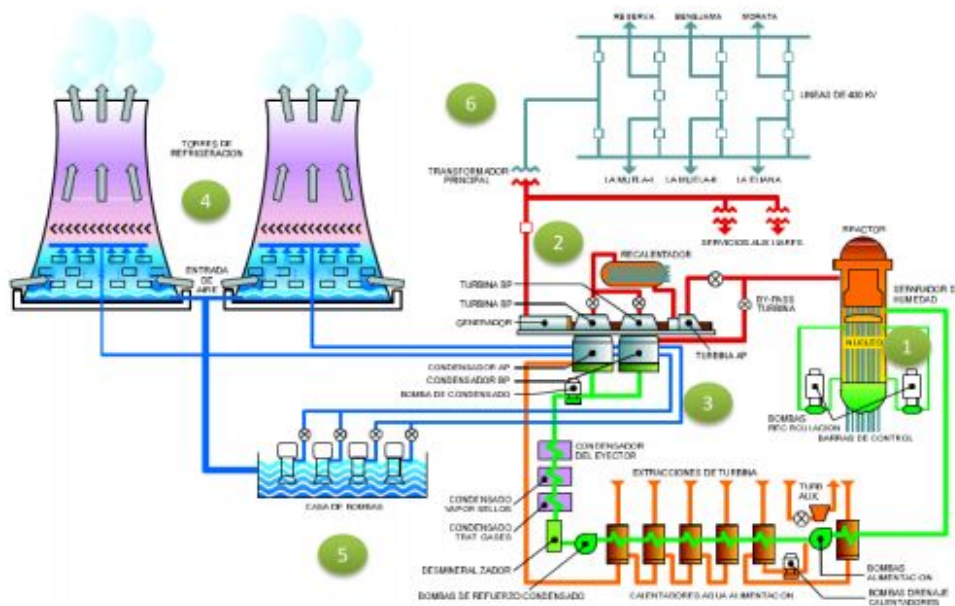 RESERVA
BENEJAMA
MORATA
6
LINEAS DE 400 KV
TORRES DE
REFRIGERACION
4
TRANSFORMADOR
PRINCIPAL
LA MUELA-I
LA MUELA-II
LA ELIANA
SERVICIOS AUXILIARES
REACTOR
2
RECALENTADOR
ENTRADA
DE
AIRE
TURBINA BP
TURBINA BP
GENERADOR
BY-PASS
TURBINA
SEPARADOR D
HUMEDAD
TURBINA AP
NUCLEO
1
CONDENSADOR AP
CONDENSADOR BP
BOMBA DE CONDENSADO
3
BOMBAS
RECIRCULACION
BARRAS DE CONTROL
CONDENSADOR
DEL EYECTOR
EXTRACCIONES DE TURBINA
TURB
AUX.
CONDENSADO
VAPOR SELLOS
CASA DE BOMBAS
CONDENSADO
TRAT GASES
5
DESMINERALIZADOR
BOMBAS DE REFUERZO CONDENSADO
CALENTADORES AGUA ALIMENTACION
BOMBAS
ALIMENTACION
BOMBAS DRENAJE
CALENTADORES